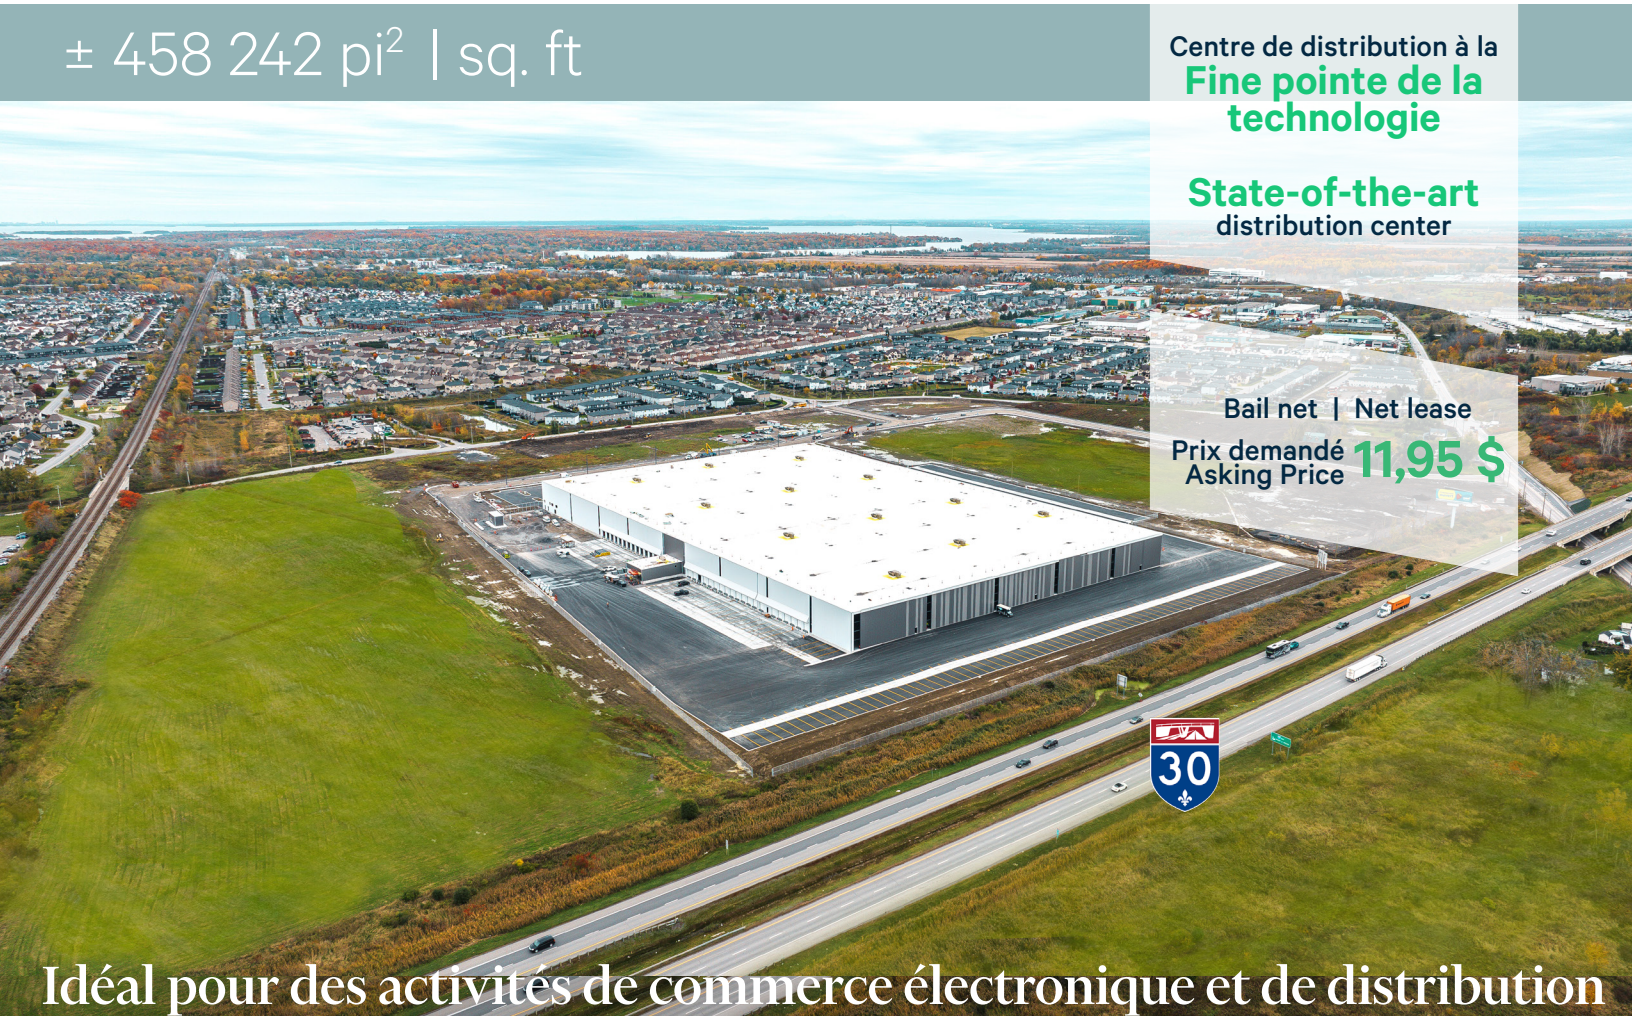 ± 458 242 pi² | sq. ft
Centre de distribution à la
Fine pointe de la
technologie
State-of-the-art
distribution center
Bail net | Net lease
Prix demandé
Asking Price
11,95 $
30
Idéal pour des activités de commerce électronique et de distribution